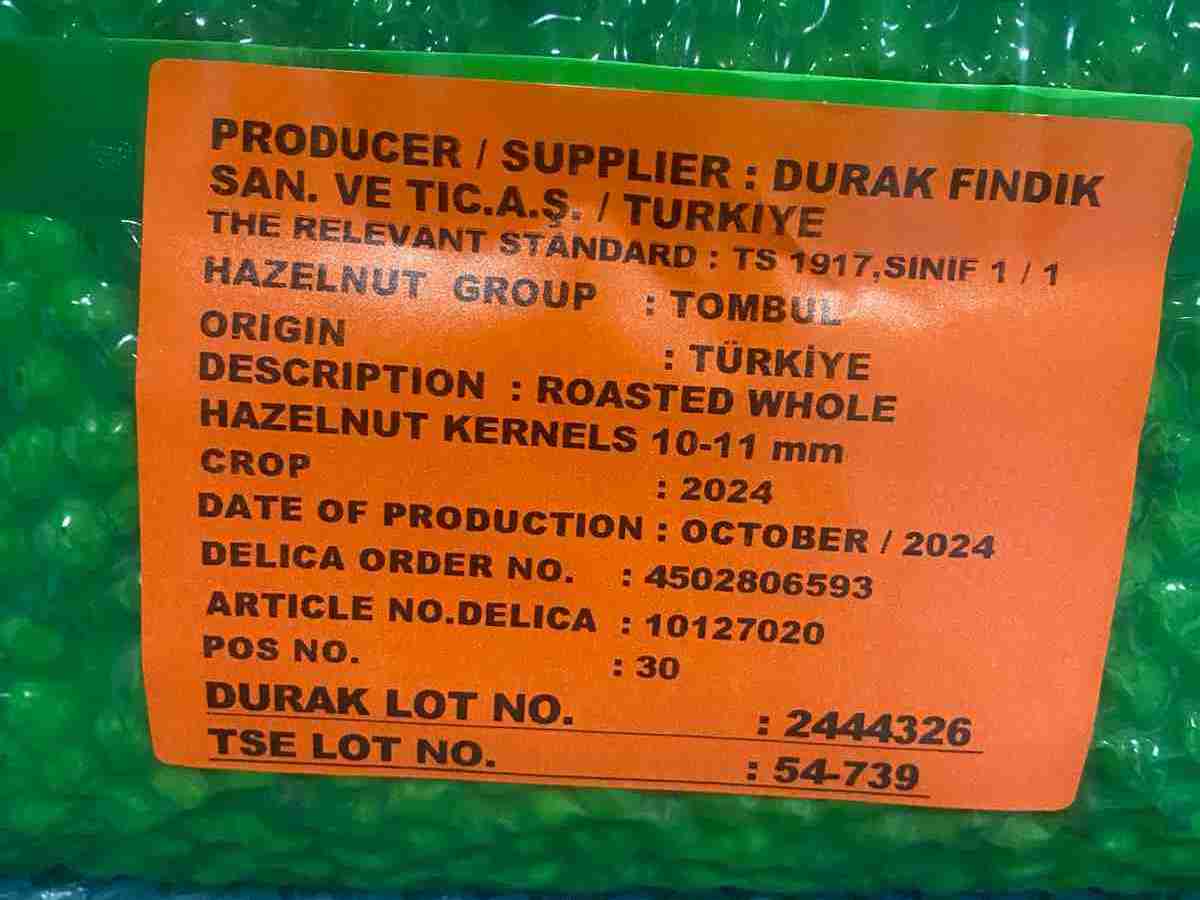 PRODUCER / SUPPLIER : DURAK FINDIK
SAN. VE TIC.A.Ş. / TURKIYE
THE RELEVANT STANDARD : TS 1917,SINIF 1 / 1
HAZELNUT GROUP : TOMBUL
ORIGIN : TÜRKİYE
DESCRIPTION : ROASTED WHOLE
HAZELNUT KERNELS 10-11 mm
CROP : 2024
DATE OF PRODUCTION : OCTOBER / 2024
DELICA ORDER NO. : 4502806593
ARTICLE NO.DELICA : 10127020
POS NO. : 30
DURAK LOT NO. : 2444326
TSE LOT NO. : 54-739